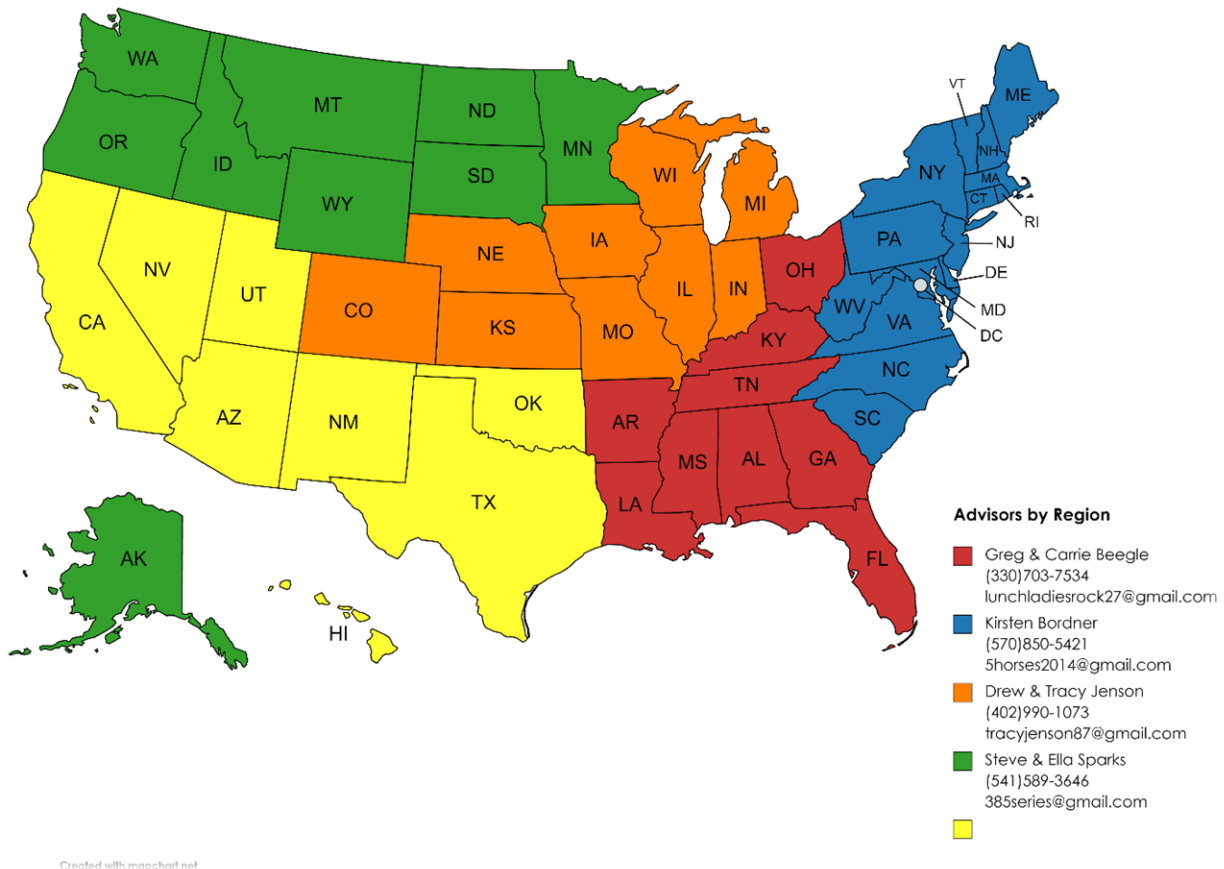 WA
MT
ND
MN
OR
ID
SD
WY
WI
MI
VT
ME
NH
NY
MA
CT
RI
NV
UT
CA
CO
NE
IA
KS
MO
IL
IN
OH
PA
NJ
DE
MD
DC
WV
VA
KY
NC
TN
SC
AZ
NM
OK
AR
TX
LA
MS
AL
GA
FL
AK
HI
Advisors by Region
Greg & Carrie Beegle
(330)703-7534
lunchladiesrock27@gmail.com
Kirsten Bordner
(570)850-5421
5horses2014@gmail.com
Drew & Tracy Jenson
(402)990-1073
tracyjenson87@gmail.com
Steve & Ella Sparks
(541)589-3646
385series@gmail.com
Created with mapchart.net